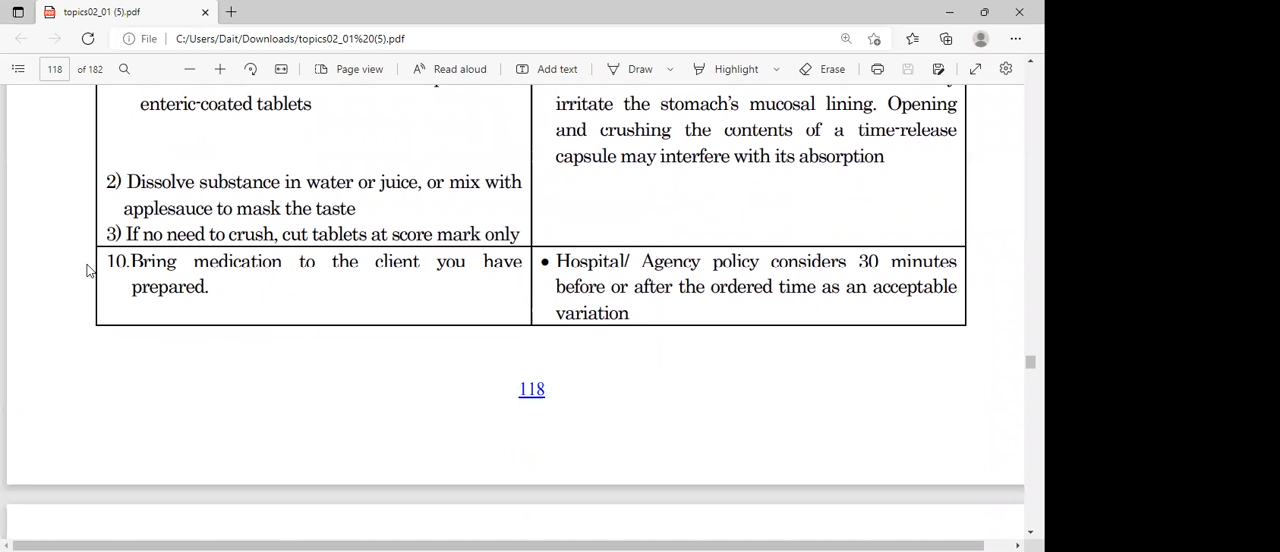 topics02_01 (5).pdf
File C:/Users/Dait/Downloads/topics02_01%20(5).pdf
118 of 182 Page view Read aloud Add text Draw Highlight Erase
enteric-coated tablets
irritate the stomach's mucosal lining. Opening
and crushing the contents of a time-release
capsule may interfere with its absorption
2) Dissolve substance in water or juice, or mix with
applesauce to mask the taste
3) If no need to crush, cut tablets at score mark only
10.Bring medication to the client you have
prepared.
• Hospital/ Agency policy considers 30 minutes
before or after the ordered time as an acceptable
variation
118